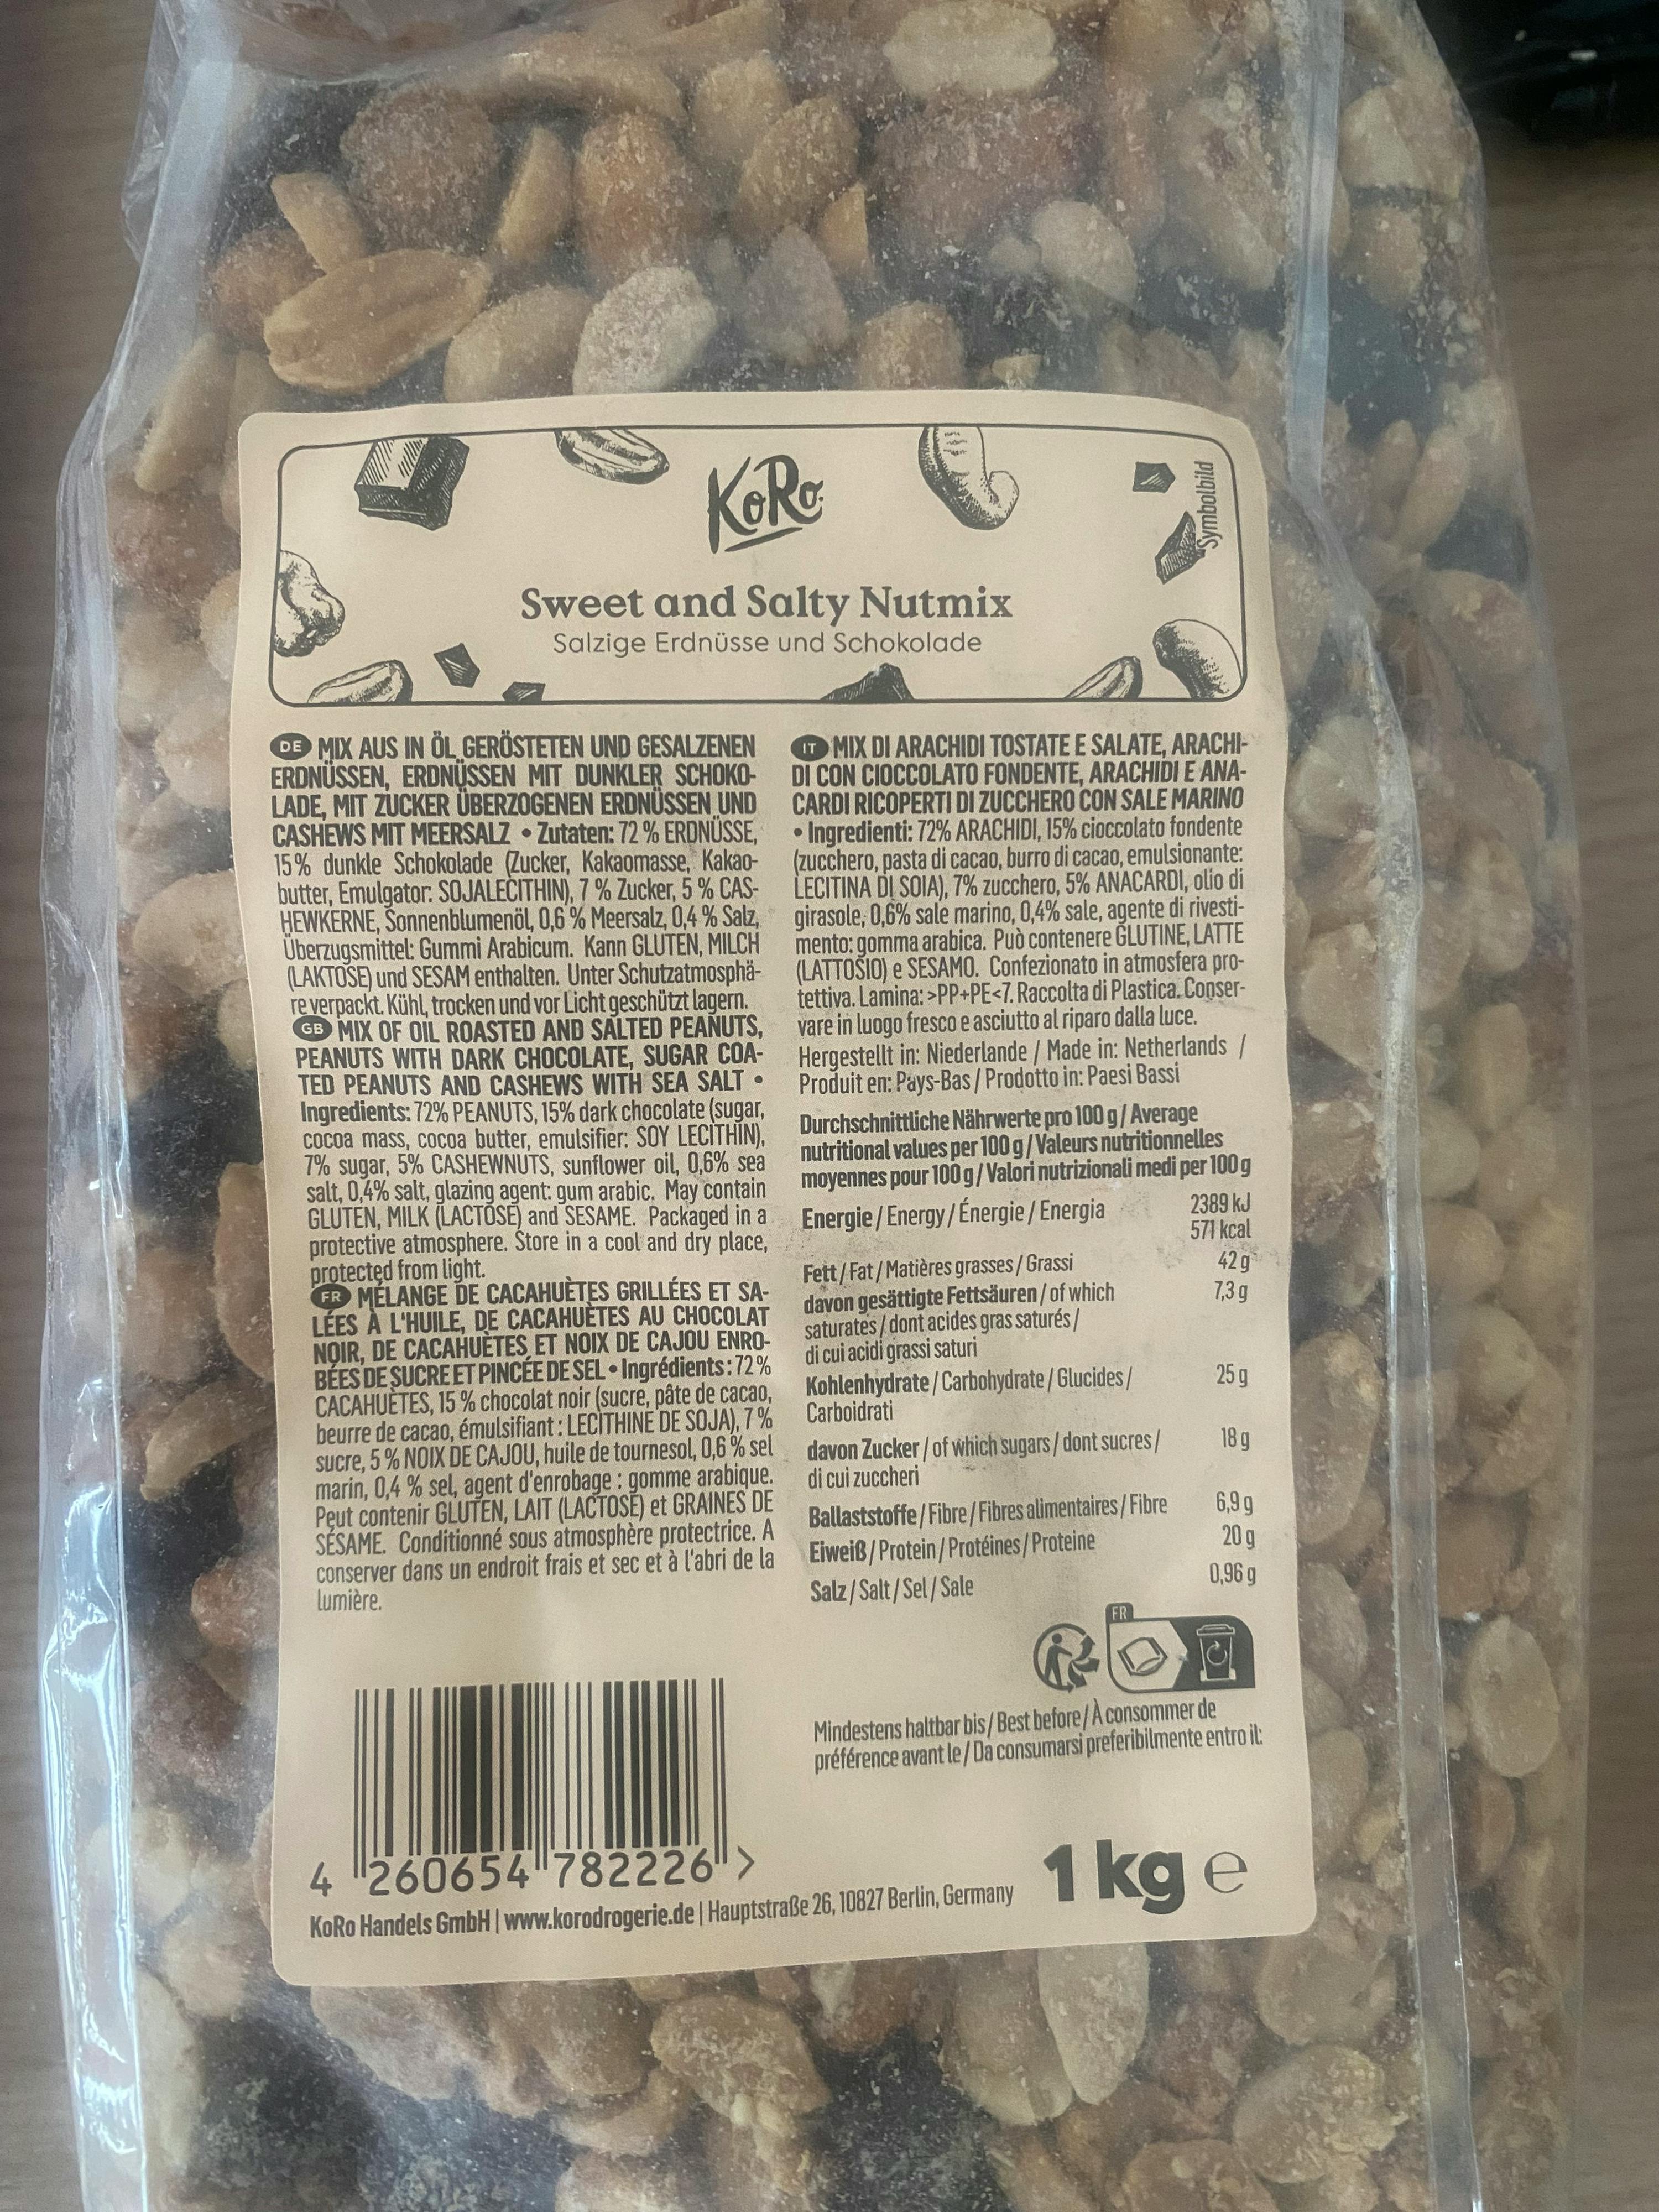 KoRo
Symbolbild
Sweet and Salty Nutmix
Salzige Erdnüsse und Schokolade
DE MIX AUS IN ÖL GERÖSTETEN UND GESALZENEN
ERDNÜSSEN, ERDNÜSSEN MIT DUNKLER SCHOKO-
LADE, MIT ZUCKER ÜBERZOGENEN ERDNÜSSEN UND
CASHEWS MIT MEERSALZ • Zutaten: 72 % ERDNÜSSE,
15% dunkle Schokolade (Zucker, Kakaomasse, Kakao-
butter, Emulgator: SOJALECITHIN), 7 % Zucker, 5 % CAS-
HEWKERNE, Sonnenblumenöl, 0,6 % Meersalz, 0,4 % Salz,
Überzugsmittel: Gummi Arabicum. Kann GLUTEN, MILCH
(LAKTOSE) und SESAM enthalten. Unter Schutzatmosphä-
re verpackt. Kühl, trocken und vor Licht geschützt lagern.
GB MIX OF OIL ROASTED AND SALTED PEANUTS,
PEANUTS WITH DARK CHOCOLATE, SUGAR COA-
TED PEANUTS AND CASHEWS WITH SEA SALT •
Ingredients: 72% PEANUTS, 15% dark chocolate (sugar,
cocoa mass, cocoa butter, emulsifier: SOY LECITHIN),
7% sugar, 5% CASHEWNUTS, sunflower oil, 0,6% sea
salt, 0,4% salt, glazing agent: gum arabic. May contain
GLUTEN, MILK (LACTOSE) and SESAME. Packaged in a
protective atmosphere. Store in a cool and dry place,
protected from light.
FR MÉLANGE DE CACAHUÈTES GRILLÉES ET SA-
LÉES À L'HUILE, DE CACAHUÈTES AU CHOCOLAT
NOIR, DE CACAHUÈTES ET NOIX DE CAJOU ENRO-
BÉES DE SUCRE ET PINCÉE DE SEL • Ingrédients: 72 %
CACAHUÈTES, 15 % chocolat noir (sucre, pâte de cacao,
beurre de cacao, émulsifiant : LECITHINE DE SOJA), 7 %
sucre, 5 % NOIX DE CAJOU, huile de tournesol, 0,6 % sel
marin, 0,4 % sel, agent d'enrobage : gomme arabique.
Peut contenir GLUTEN, LAIT (LACTOSE) et GRAINES DE
SÉSAME. Conditionné sous atmosphère protectrice. A
conserver dans un endroit frais et sec et à l'abri de la
lumière.
IT MIX DI ARACHIDI TOSTATE E SALATE, ARACHI-
DI CON CIOCCOLATO FONDENTE, ARACHIDI E ANA-
CARDI RICOPERTI DI ZUCCHERO CON SALE MARINO
• Ingredienti: 72% ARACHIDI, 15% cioccolato fondente
(zucchero, pasta di cacao, burro di cacao, emulsionante:
LECITINA DI SOIA), 7% zucchero, 5% ANACARDI, olio di
girasole, 0,6% sale marino, 0,4% sale, agente di rivesti-
mento: gomma arabica. Può contenere GLUTINE, LATTE
(LATTOSIO) e SESAMO. Confezionato in atmosfera pro-
tettiva. Lamina: >PP+PE<7. Raccolta di Plastica. Conser-
vare in luogo fresco e asciutto al riparo dalla luce.
Hergestellt in: Niederlande / Made in: Netherlands /
Produit en: Pays-Bas / Prodotto in: Paesi Bassi
Durchschnittliche Nährwerte pro 100 g / Average
nutritional values per 100 g / Valeurs nutritionnelles
moyennes pour 100 g / Valori nutrizionali medi per 100 g
Energie / Energy / Énergie / Energia 2389 kJ
571 kcal
Fett / Fat / Matières grasses / Grassi 42 g
davon gesättigte Fettsäuren / of which 7,3 g
saturates / dont acides gras saturés /
di cui acidi grassi saturi
Kohlenhydrate / Carbohydrate / Glucides / 25 g
Carboidrati
davon Zucker / of which sugars / dont sucres / 18 g
di cui zuccheri
Ballaststoffe / Fibre / Fibres alimentaires / Fibre 6,9 g
Eiweiß / Protein / Protéines / Proteine 20 g
Salz / Salt / Sel / Sale 0,96 g
FR
Mindestens haltbar bis / Best before / À consommer de
préférence avant le / Da consumarsi preferibilmente entro il:
4 260654 782226 >
1 kg e
KoRo Handels GmbH | www.korodrogerie.de | Hauptstraße 26, 10827 Berlin, Germany